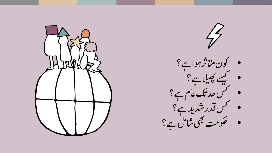 کون متاثر ہوا ہے؟
کیسے پھیلا ہے؟
کس حد تک عام ہے؟
کس قدر شدید ہے؟
حکومت بھی شامل ہے؟